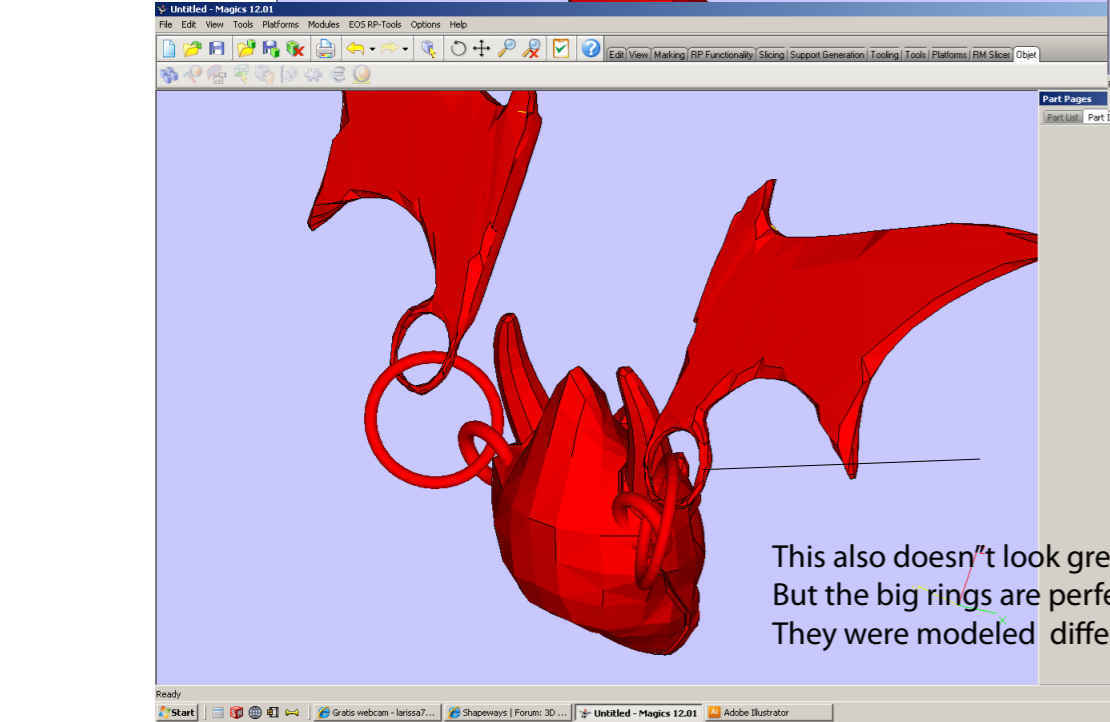 Untitled - Magics 12.01
File Edit View Tools Platforms Modules EOS RP-Tools Options Help
Edit View Marking RP Functionality Slicing Support Generation Tooling Tools Platforms RM Slicer Objet
Part Pages
Part List Part I
This also doesn"t look gre
But the big rings are perfe
They were modeled diffe
x
Ready
Start Gratis webcam - larissa7... Shapeways | Forum: 3D ... Untitled - Magics 12.01 Adobe Illustrator